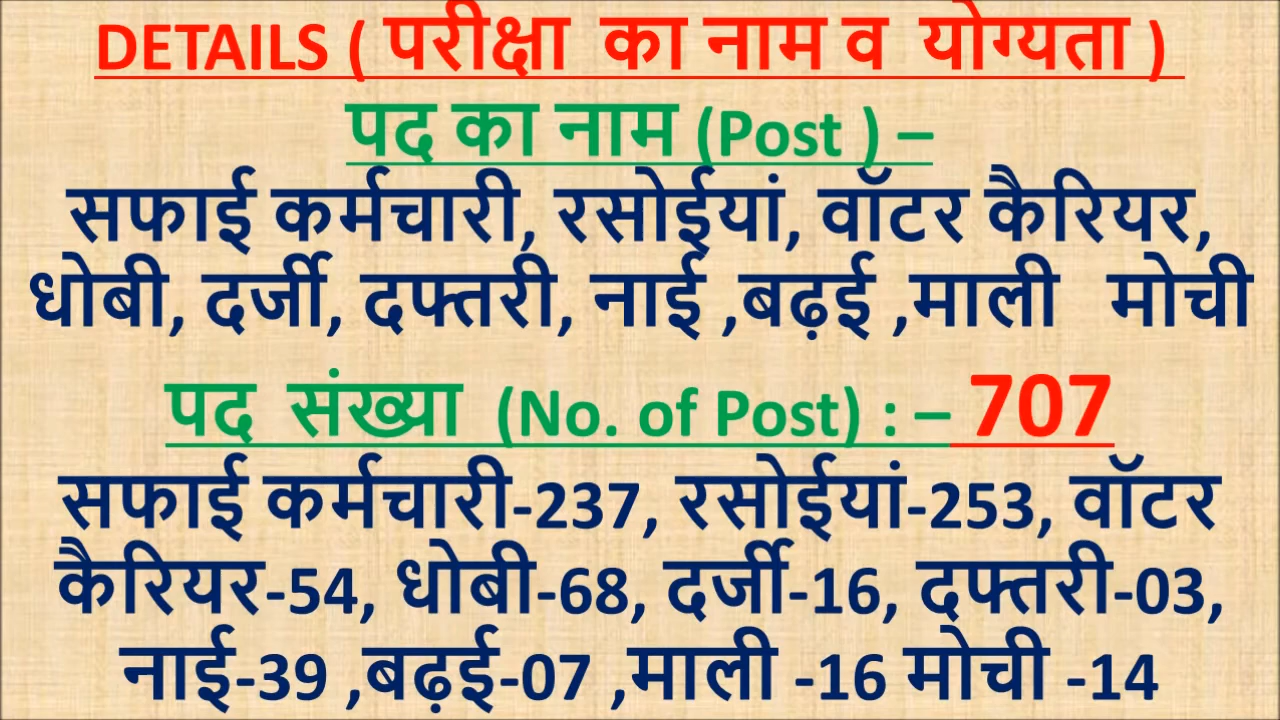 DETAILS ( परीक्षा का नाम व योग्यता )
पद का नाम (Post ) –
सफाई कर्मचारी, रसोईयां, वॉटर कैरियर,
धोबी, दर्जी, दफ्तरी, नाई ,बढ़ई ,माली मोची
पद संख्या (No. of Post) : – 707
सफाई कर्मचारी-237, रसोईयां-253, वॉटर
कैरियर-54, धोबी-68, दर्जी-16, दफ्तरी-03,
नाई-39 ,बढ़ई-07 ,माली -16 मोची -14